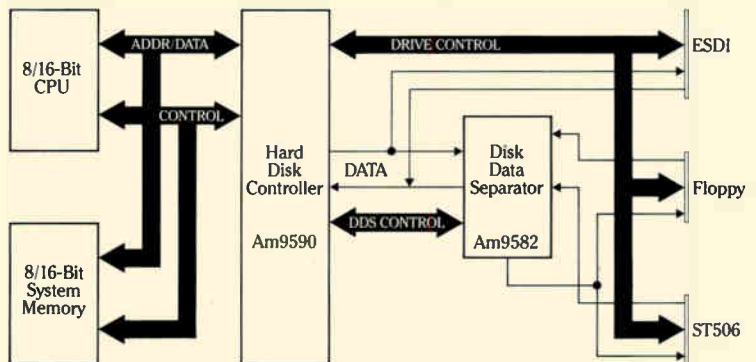 8/16-Bit
CPU
ADDR/DATA
CONTROL
8/16-Bit
System
Memory
Hard
Disk
Controller
Am9590
DRIVE CONTROL
DATA
DDS CONTROL
Disk
Data
Separator
Am9582
ESDI
Floppy
ST506